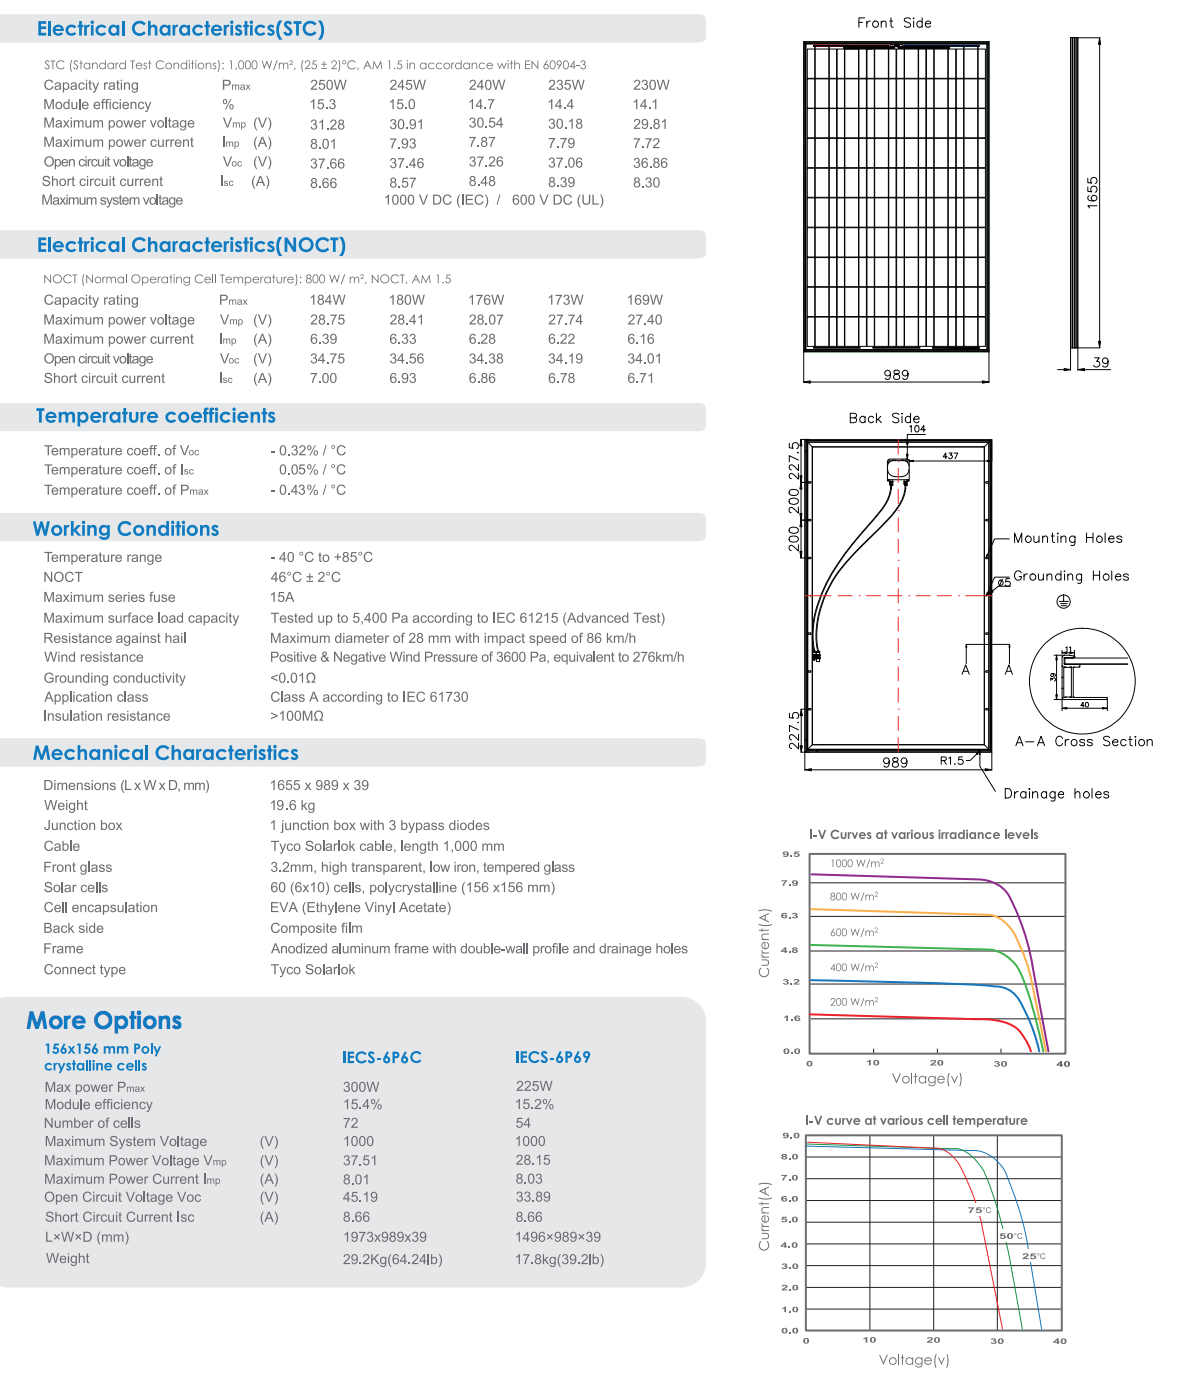 Electrical Characteristics(STC)
STC (Standard Test Conditions): 1,000 W/m², (25 ± 2)°C, AM 1.5 in accordance with EN 60904-3
Capacity rating Pmax 250W 245W 240W 235W 230W
Module efficiency % 15.3 15.0 14.7 14.4 14.1
Maximum power voltage Vmp (V) 31.28 30.91 30.54 30.18 29.81
Maximum power current Imp (A) 8.01 7.93 7.87 7.79 7.72
Open circuit voltage Voc (V) 37.66 37.46 37.26 37.06 36.86
Short circuit current Isc (A) 8.66 8.57 8.48 8.39 8.30
Maximum system voltage 1000 V DC (IEC) / 600 V DC (UL)
Electrical Characteristics(NOCT)
NOCT (Normal Operating Cell Temperature): 800 W/ m², NOCT, AM 1.5
Capacity rating Pmax 184W 180W 176W 173W 169W
Maximum power voltage Vmp (V) 28.75 28.41 28.07 27.74 27.40
Maximum power current Imp (A) 6.39 6.33 6.28 6.22 6.16
Open circuit voltage Voc (V) 34.75 34.56 34.38 34.19 34.01
Short circuit current Isc (A) 7.00 6.93 6.86 6.78 6.71
Temperature coefficients
Temperature coeff. of Voc - 0.32% / °C
Temperature coeff. of Isc 0.05% / °C
Temperature coeff. of Pmax - 0.43% / °C
Working Conditions
Temperature range - 40 °C to +85°C
NOCT 46°C ± 2°C
Maximum series fuse 15A
Maximum surface load capacity Tested up to 5,400 Pa according to IEC 61215 (Advanced Test)
Resistance against hail Maximum diameter of 28 mm with impact speed of 86 km/h
Wind resistance Positive & Negative Wind Pressure of 3600 Pa, equivalent to 276km/h
Grounding conductivity <0.01Ω
Application class Class A according to IEC 61730
Insulation resistance >100MΩ
Mechanical Characteristics
Dimensions (L x W x D, mm) 1655 x 989 x 39
Weight 19.6 kg
Junction box 1 junction box with 3 bypass diodes
Cable Tyco Solarlok cable, length 1,000 mm
Front glass 3.2mm, high transparent, low iron, tempered glass
Solar cells 60 (6x10) cells, polycrystalline (156 x156 mm)
Cell encapsulation EVA (Ethylene Vinyl Acetate)
Back side Composite film
Frame Anodized aluminum frame with double-wall profile and drainage holes
Connect type Tyco Solarlok
More Options
156x156 mm Poly
crystalline cells IECS-6P6C IECS-6P69
Max power Pmax 300W 225W
Module efficiency 15.4% 15.2%
Number of cells 72 54
Maximum System Voltage (V) 1000 1000
Maximum Power Voltage Vmp (V) 37.51 28.15
Maximum Power Current Imp (A) 8.01 8.03
Open Circuit Voltage Voc (V) 45.19 33.89
Short Circuit Current Isc (A) 8.66 8.66
L×W×D (mm) 1973x989x39 1496×989×39
Weight 29.2Kg(64.24lb) 17.8kg(39.2lb)
Front Side
1655
989
39
Back Side
104
437
227.5
200
200
Mounting Holes
Grounding Holes
ø5
11
39
40
A A
227.5
A-A Cross Section
989
R1.5
Drainage holes
I-V Curves at various irradiance levels
9.5
1000 W/m²
7.9
800 W/m²
6.3
600 W/m²
4.8
400 W/m²
3.2
200 W/m²
1.6
0.0
Current(A)
0 10 20 30 40
Voltage(v)
I-V curve at various cell temperature
9.0
8.0
7.0
6.0
75°C
5.0
50°C
4.0
25°C
3.0
2.0
1.0
0.0
Current(A)
0 10 20 30 40
Voltage(v)